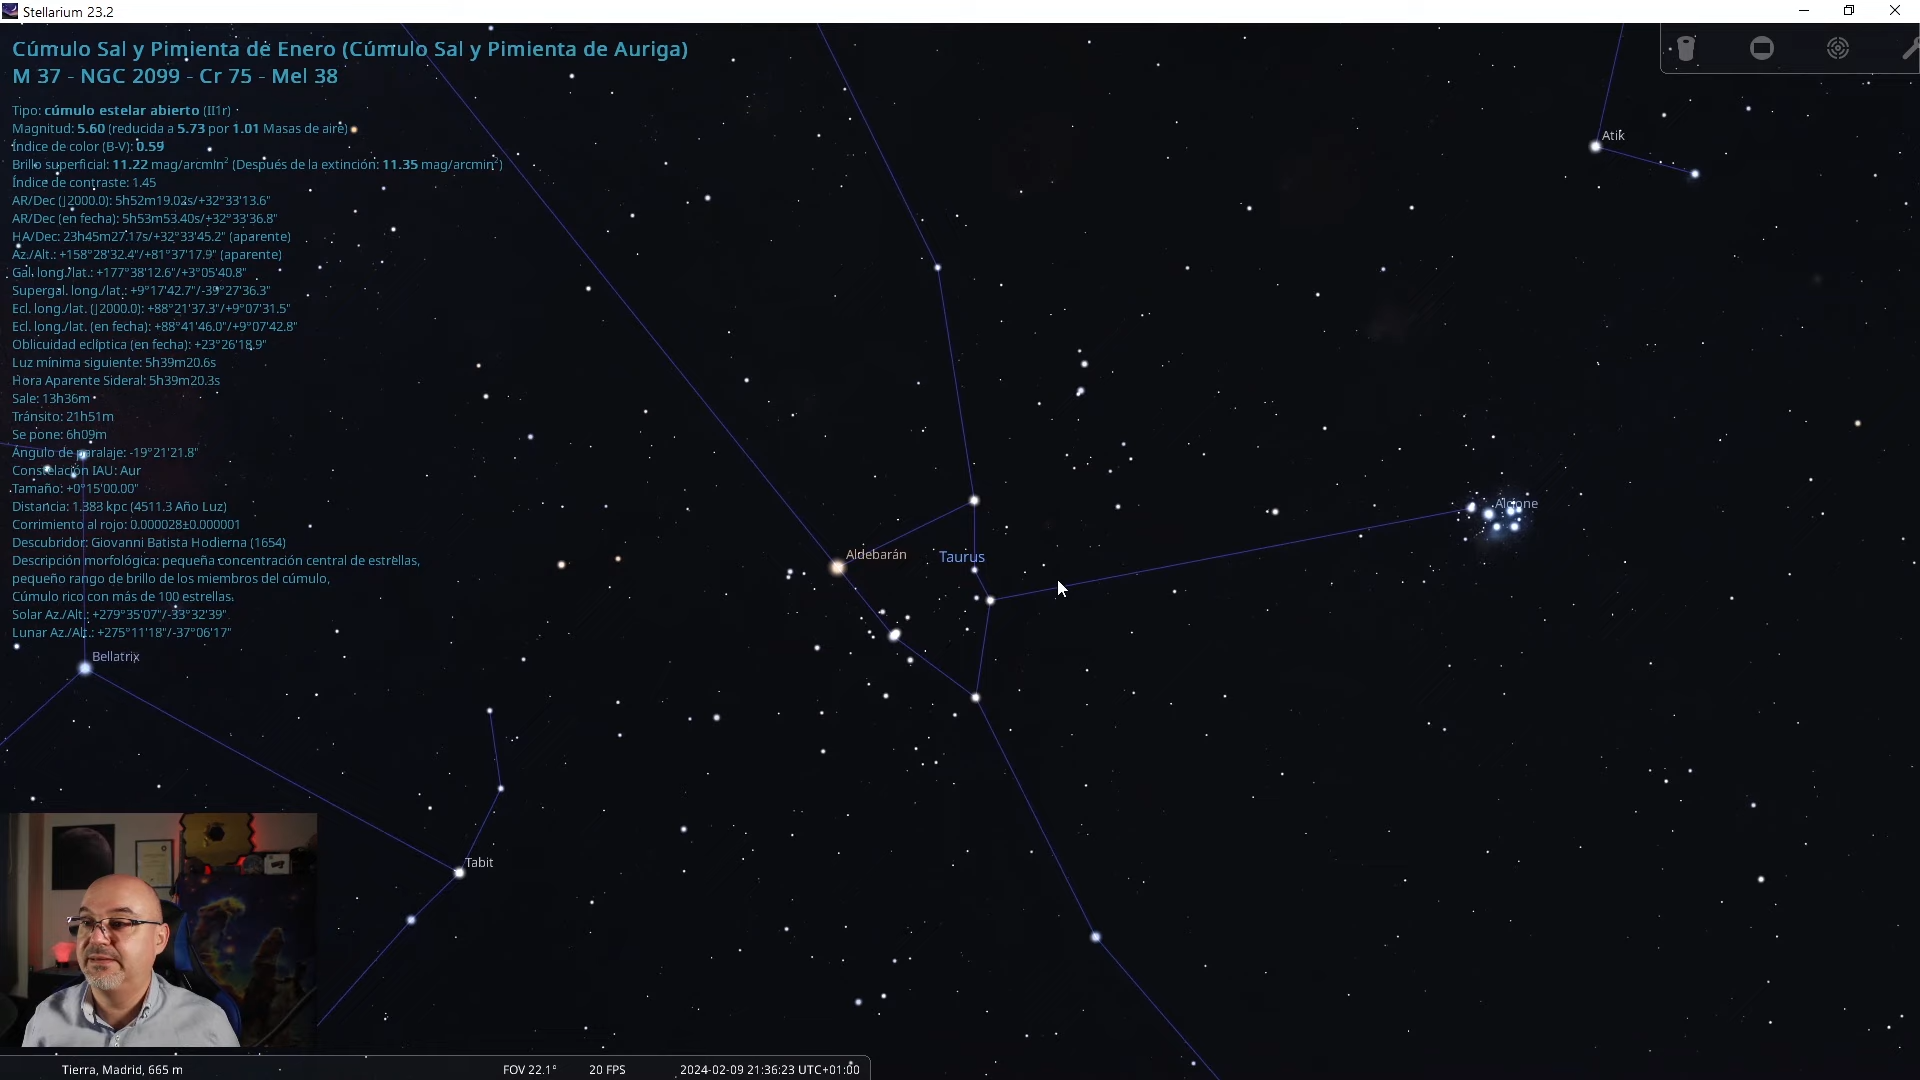 Stellarium 23.2
Cúmulo Sal y Pimienta de Enero (Cúmulo Sal y Pimienta de Auriga)
M 37 - NGC 2099 - Cr 75 - Mel 38
Tipo: cúmulo estelar abierto (II1r)
Magnitud: 5.60 (reducida a 5.73 por 1.01 Masas de aire)
Índice de color (B-V): 0.59
Brillo superficial: 11.22 mag/arcmin² (Después de la extinción: 11.35 mag/arcmin²)
Índice de contraste: 1.45
AR/Dec (J2000.0): 5h52m19.02s/+32°33'13.6"
AR/Dec (en fecha): 5h53m53.40s/+32°33'36.8"
HA/Dec: 23h45m27.17s/+32°33'45.2" (aparente)
Az./Alt.: +158°28'32.4"/+81°37'17.9" (aparente)
Gal. long./lat.: +177°38'12.6"/+3°05'40.8"
Supergal. long./lat.: +9°17'42.7"/-39°27'36.3"
Ecl. long./lat. (J2000.0): +88°21'37.3"/+9°07'31.5"
Ecl. long./lat. (en fecha): +88°41'46.0"/+9°07'42.8"
Oblicuidad eclíptica (en fecha): +23°26'18.9"
Luz mínima siguiente: 5h39m20.6s
Hora Aparente Sideral: 5h39m20.3s
Sale: 13h36m
Tránsito: 21h51m
Se pone: 6h09m
Ángulo de paralaje: -19°21'21.8"
Constelación IAU: Aur
Tamaño: +0°15'00.00"
Distancia: 1.383 kpc (4511.3 Año Luz)
Corrimiento al rojo: 0.000028±0.000001
Descubridor: Giovanni Batista Hodierna (1654)
Descripción morfológica: pequeña concentración central de estrellas,
pequeño rango de brillo de los miembros del cúmulo,
Cúmulo rico con más de 100 estrellas.
Solar Az./Alt.: +279°35'07"/-33°32'39"
Lunar Az./Alt.: +275°11'18"/-37°06'17"
Atik
Alcione
Aldebarán
Taurus
Bellatrix
Tabit
Tierra, Madrid, 665 m
FOV 22.1°
20 FPS
2024-02-09 21:36:23 UTC+01:00